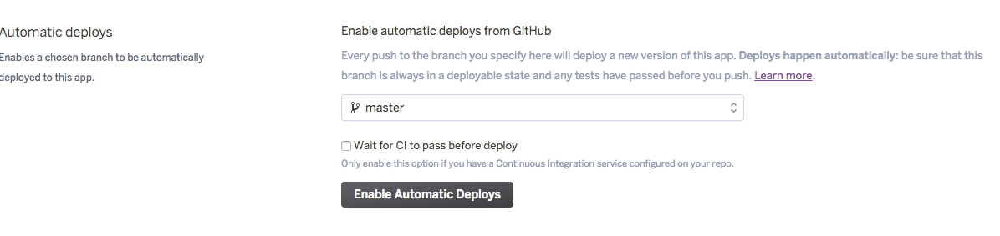 Automatic deploys
Enables a chosen branch to be automatically
deployed to this app.
Enable automatic deploys from GitHub
Every push to the branch you specify here will deploy a new version of this app. Deploys happen automatically: be sure that this
branch is always in a deployable state and any tests have passed before you push. Learn more.
master
Wait for CI to pass before deploy
Only enable this option if you have a Continuous Integration service configured on your repo.
Enable Automatic Deploys